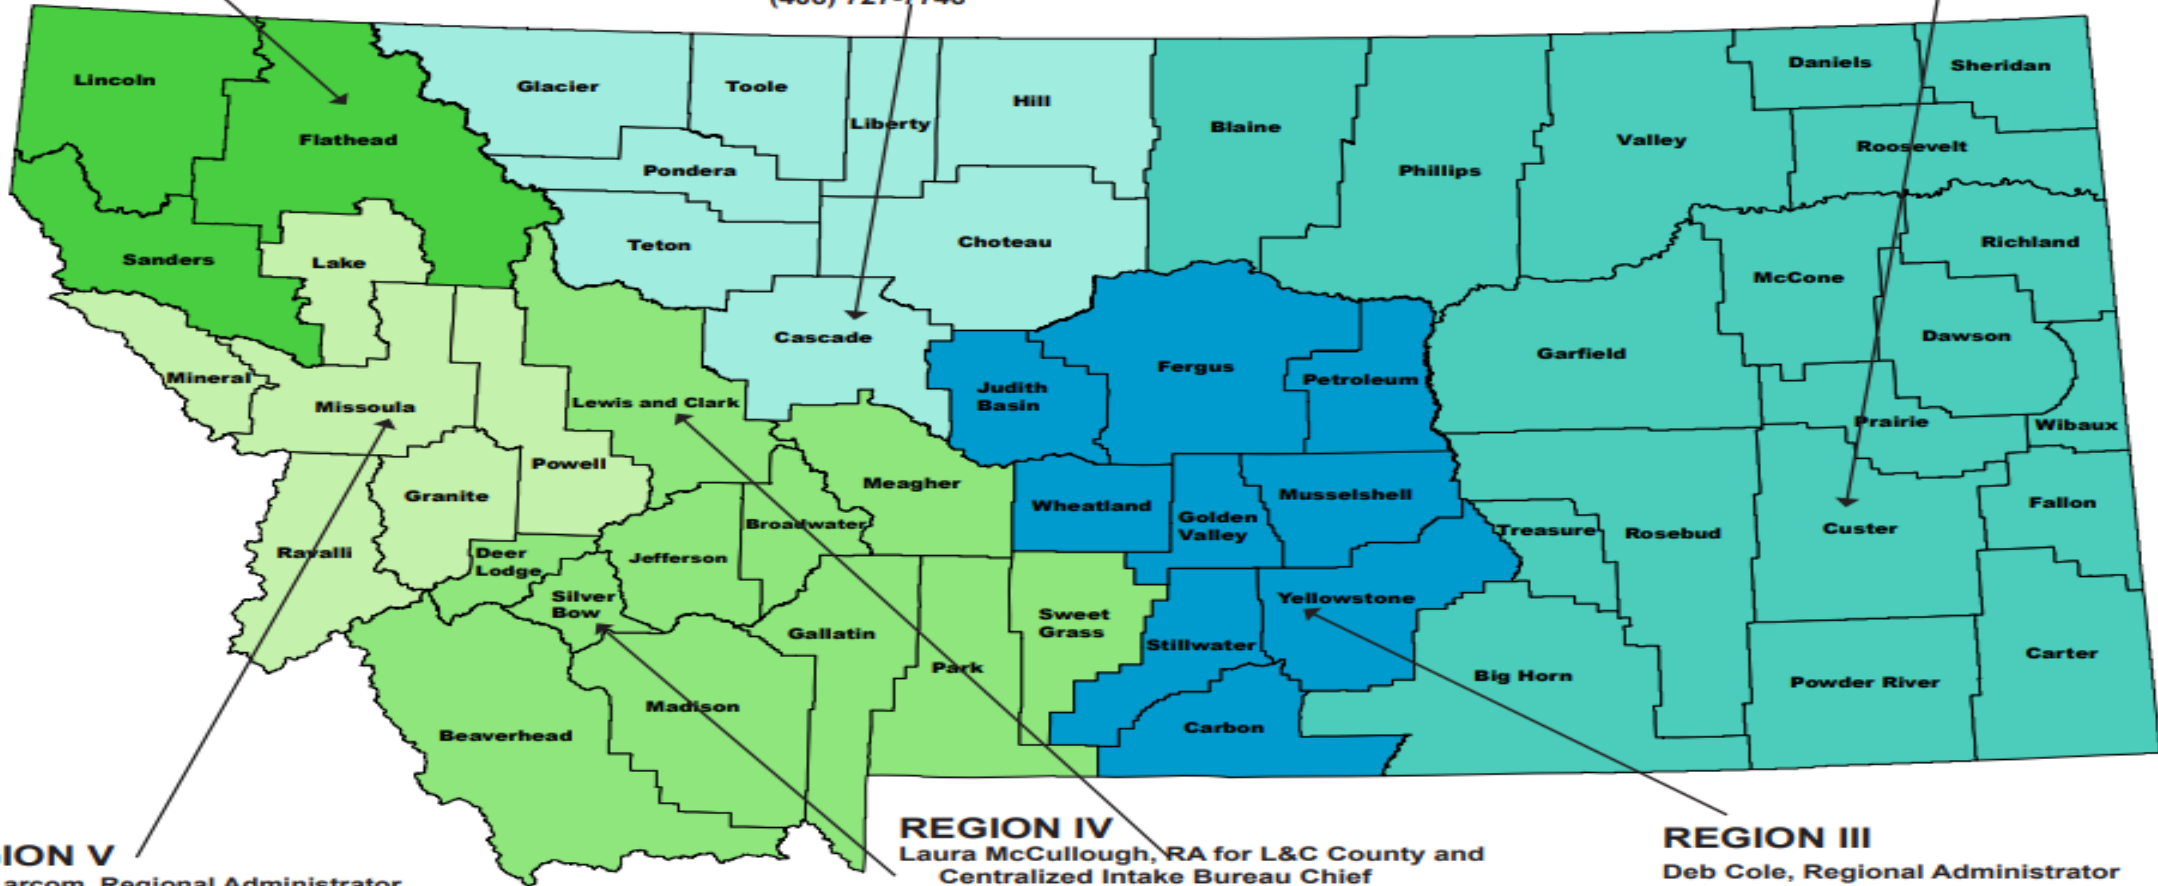 Lincoln
Flathead
Sanders
Lake
Glacier
Toole
Liberty
Hill
Pondera
Teton
Choteau
Cascade
Blaine
Phillips
Valley
Daniels
Sheridan
Roosevelt
Richland
McCone
Dawson
Garfield
Prairie
Wibaux
Mineral
Missoula
Lewis and Clark
Judith
Basin
Fergus
Petroleum
Powell
Granite
Ravalli
Meagher
Broadwater
Jefferson
Deer
Lodge
Silver
Bow
Wheatland
Golden
Valley
Musselshell
Treasure
Rosebud
Custer
Fallon
Yellowstone
Stillwater
Sweet
Grass
Gallatin
Park
Madison
Beaverhead
Carbon
Big Horn
Powder River
Carter
REGION IV
Laura McCullough, RA for L&C County and
Centralized Intake Bureau Chief
REGION III
Deb Cole, Regional Administrator
ION V
arcom, Regional Administrator